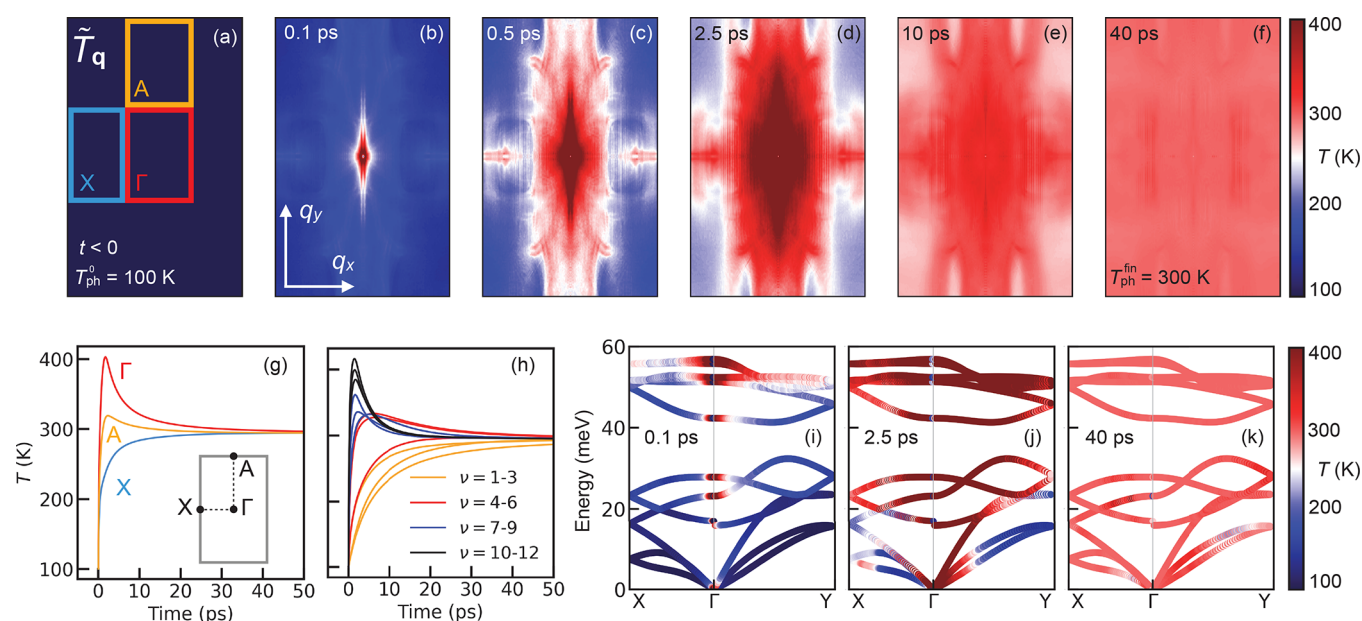 T̃q (a)
A
X Γ
t < 0
T⁰ph = 100 K
0.1 ps (b)
qy
qx
0.5 ps (c)
2.5 ps (d)
10 ps (e)
40 ps (f)
Tᶠⁱⁿph = 300 K
400
300
T (K)
200
100
(g)
400
300
200
100
T (K)
Γ
A
X
A
X Γ
0 10 20 30 40 50
Time (ps)
(h)
ν = 1-3
ν = 4-6
ν = 7-9
ν = 10-12
0 10 20 30 40 50
Time (ps)
60
40
20
0
Energy (meV)
0.1 ps (i)
X Γ Y
2.5 ps (j)
X Γ Y
40 ps (k)
X Γ Y
400
300
T (K)
200
100